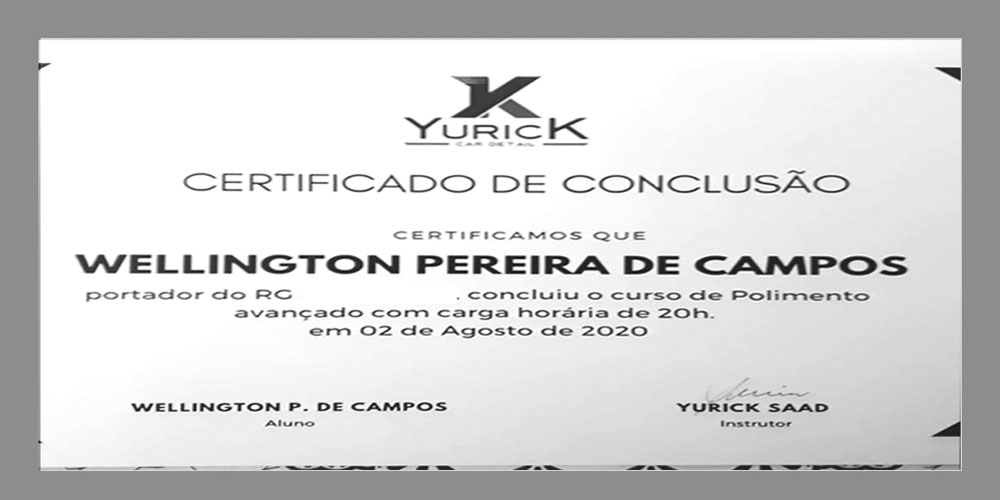 YURICK
CAR DETAIL
CERTIFICADO DE CONCLUSÃO
CERTIFICAMOS QUE
WELLINGTON PEREIRA DE CAMPOS
portador do RG , concluiu o curso de Polimento
avançado com carga horária de 20h.
em 02 de Agosto de 2020
WELLINGTON P. DE CAMPOS
Aluno
YURICK SAAD
Instrutor